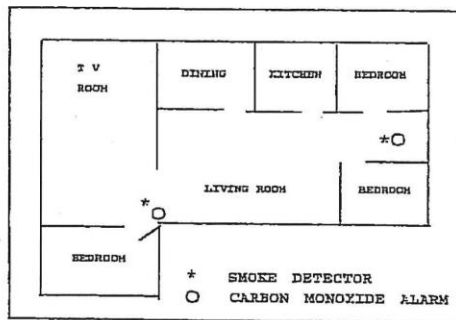 T V
ROOM
DINING
KITCHEN
BEDROOM
*O
LIVING ROOM
BEDROOM
*
O
BEDROOM
* SMOKE DETECTOR
O CARBON MONOXIDE ALARM